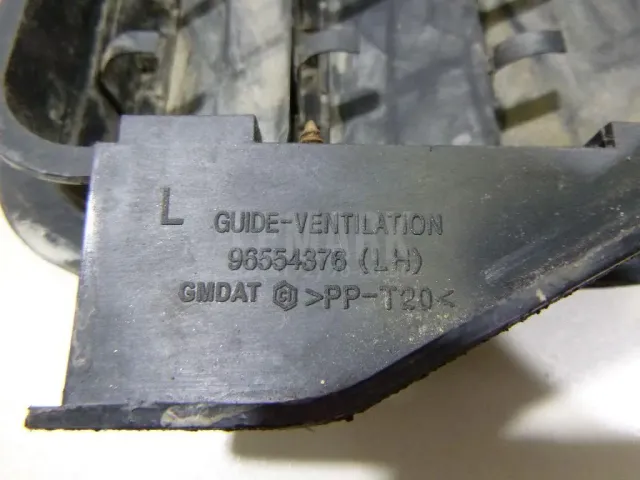 L
GUIDE-VENTILATION
96554376 (LH)
GMDAT >PP-T20<